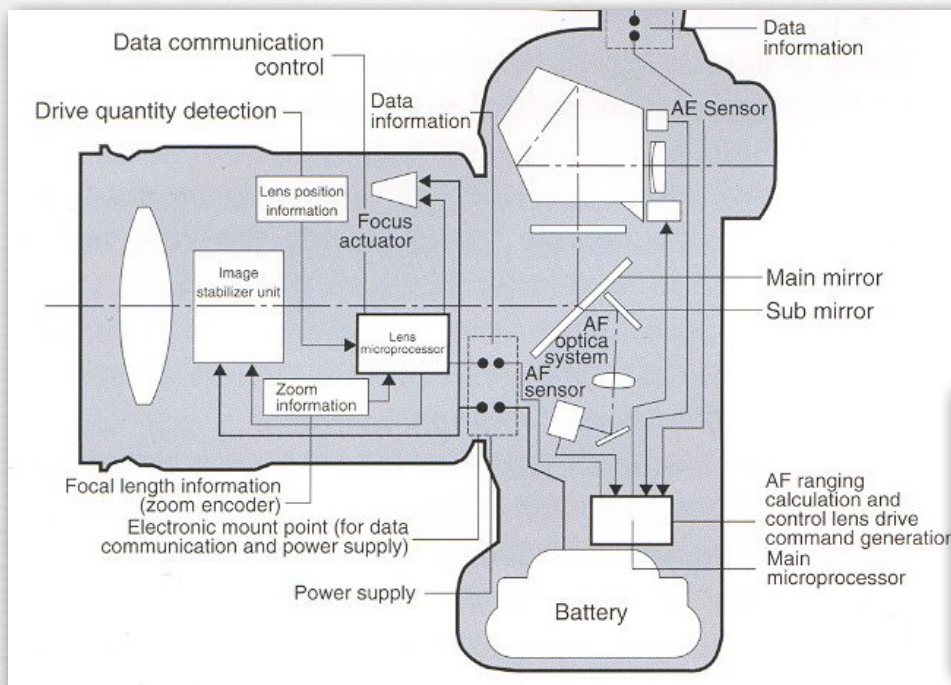 Data communication
control
Drive quantity detection
Data
information
Data
information
AE Sensor
Lens position
information
Focus
actuator
Image
stabilizer unit
Main mirror
Sub mirror
AF
optica
system
Lens
microprocessor
AF
sensor
Zoom
information
Focal length information
(zoom encoder)
Electronic mount point (for data
communication and power supply)
Power supply
Battery
AF ranging
calculation and
control lens drive
command generation
Main
microprocessor